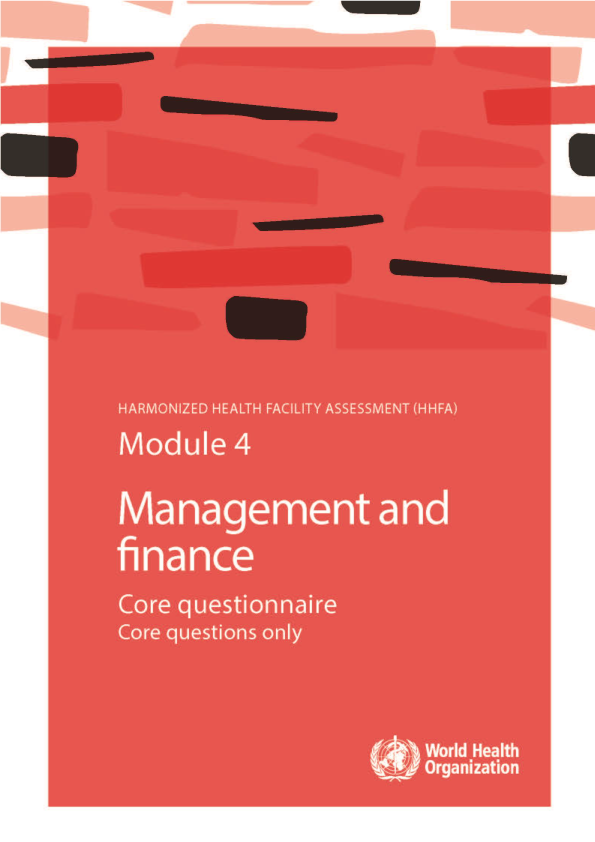 HARMONIZED HEALTH FACILITY ASSESSMENT (HHFA)
Module 4
Management and
finance
Core questionnaire
Core questions only
World Health
Organization